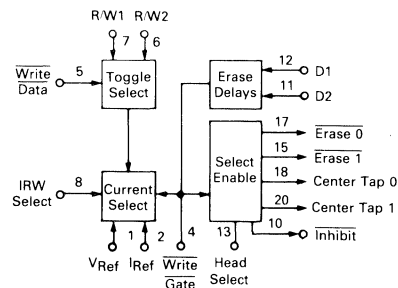 R/W1 R/W2
7 6
Write Data 5
Toggle Select
Erase Delays
12 D1
11 D2
17 Erase 0
15 Erase 1
18 Center Tap 0
20 Center Tap 1
10 Inhibit
Select Enable
IRW Select 8
Current Select
1 2 4 13
VRef IRef Write Gate Head Select